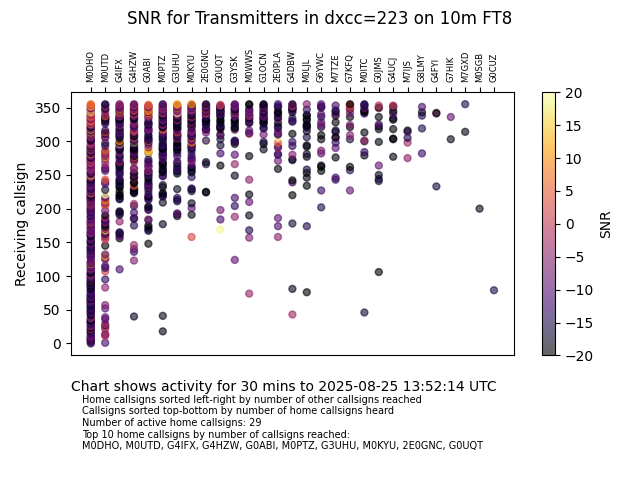 SNR for Transmitters in dxcc=223 on 10m FT8
M0DHO M0UTD G4IFX G4HZW G0ABI M0PTZ G3UHU M0KYU 2E0GNC G0UQT G3YSK M0WWS G1OCN 2E0PLA G4DBW M0LJL G6YWC M7TZE G7KFQ M0JTC G0JMS G4UCJ M7JJS G8LMY G4FYI G7HIK M7GXD M0SGB G0CUZ
350
300
250
200
150
100
50
0
Receiving callsign
20
15
10
5
0
−5
−10
−15
−20
SNR
Chart shows activity for 30 mins to 2025-08-25 13:52:14 UTC
Home callsigns sorted left-right by number of other callsigns reached
Callsigns sorted top-bottom by number of home callsigns heard
Number of active home callsigns: 29
Top 10 home callsigns by number of callsigns reached:
M0DHO, M0UTD, G4IFX, G4HZW, G0ABI, M0PTZ, G3UHU, M0KYU, 2E0GNC, G0UQT